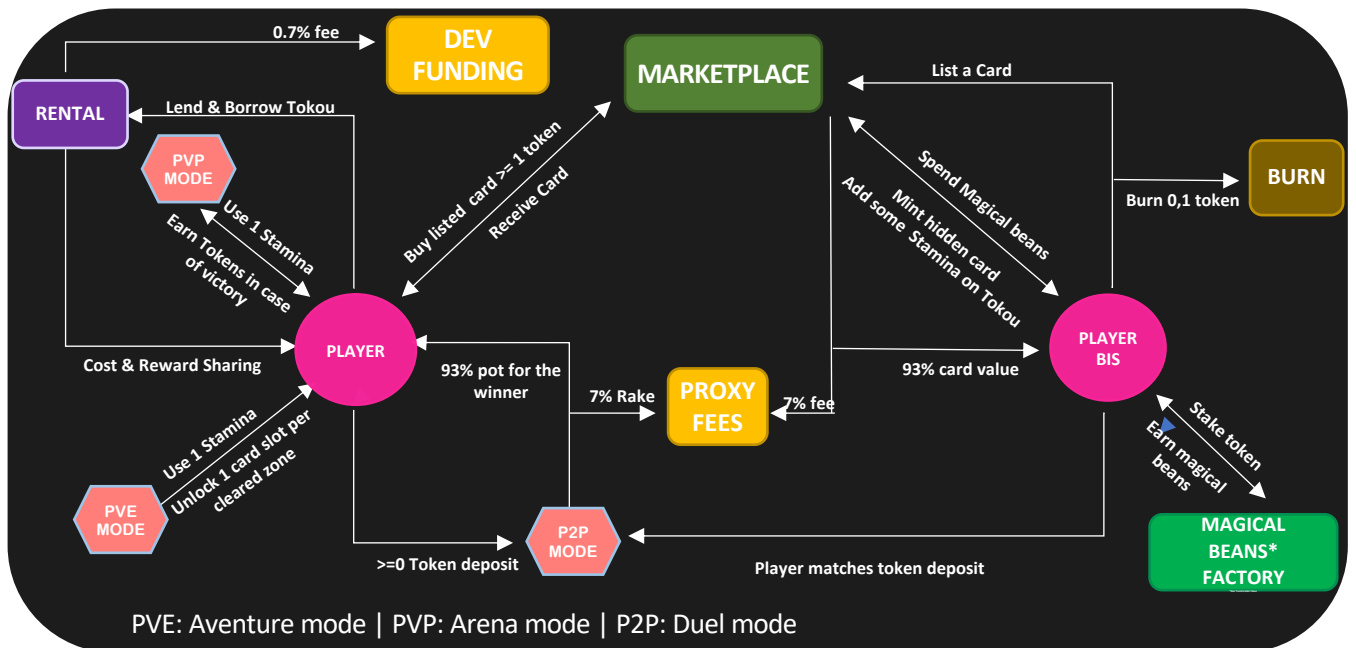 0.7% fee
DEV
FUNDING
MARKETPLACE
List a Card
RENTAL
Lend & Borrow Tokou
PVP
MODE
Use 1 Stamina
Earn Tokens in case
of victory
Buy listed card >= 1 token
Receive Card
Spend Magical beans
Mint hidden card
Add some Stamina on Tokou
BURN
Burn 0,1 token
PLAYER
PLAYER
BIS
Cost & Reward Sharing
93% pot for the
winner
7% Rake
PROXY
FEES
7% fee
93% card value
Use 1 Stamina
Unlock 1 card slot per
cleared zone
PVE
MODE
Stake token
Earn magical
beans
P2P
MODE
>=0 Token deposit
Player matches token deposit
MAGICAL
BEANS*
FACTORY
PVE: Aventure mode | PVP: Arena mode | P2P: Duel mode